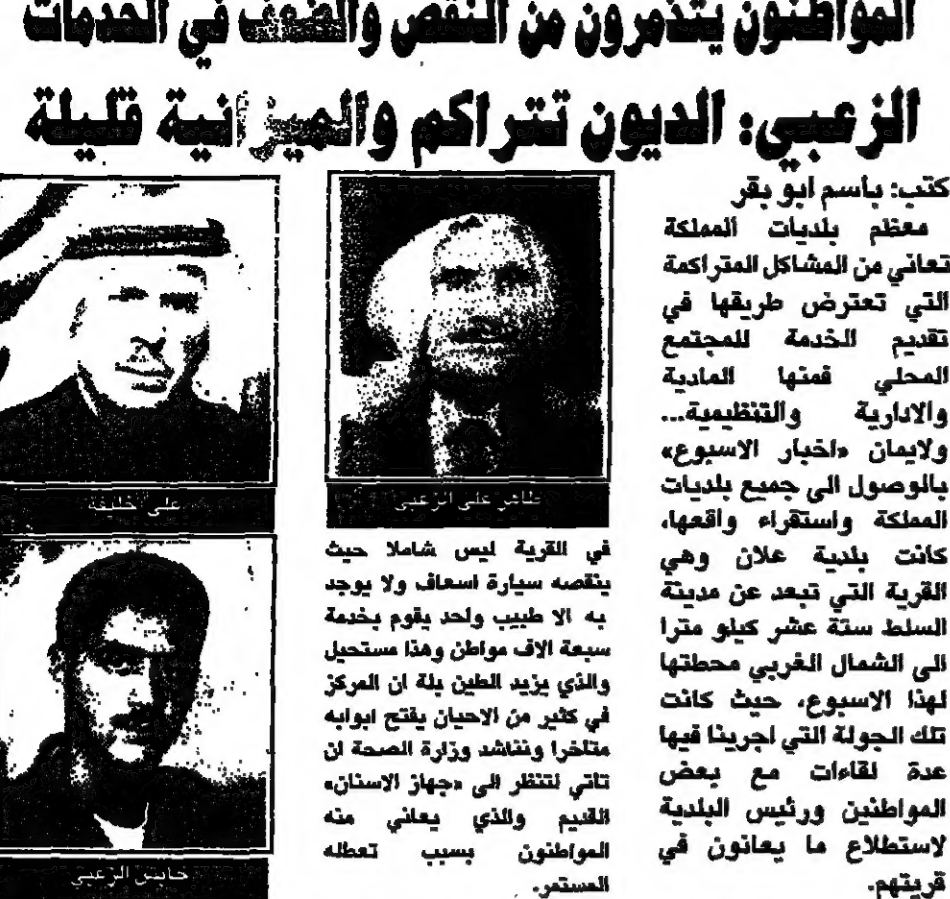 المواطنون يتذمرون من النقص والضعف في الخدمات
الزعبي: الديون تتراكم والميزانية قليلة
كتب: باسم ابو بقر
معظم بلديات المملكة
تعاني من المشاكل المتراكمة
التي تعترض طريقها في
تقديم الخدمة للمجتمع
المحلي فمنها المادية
والادارية والتنظيمية...
ولايمان «اخبار الاسبوع»
بالوصول الى جميع بلديات
المملكة واستقراء واقعها،
كانت بلدية علان وهي
القرية التي تبعد عن مدينة
السلط ستة عشر كيلو مترا
الى الشمال الغربي محطتها
لهذا الاسبوع، حيث كانت
تلك الجولة التي اجرينا فيها
عدة لقاءات مع بعض
المواطنين ورئيس البلدية
لاستطلاع ما يعانون في
قريتهم.
علي الزعبي
في القرية ليس شاملا حيث
ينقصه سيارة اسعاف ولا يوجد
به الا طبيب واحد يقوم بخدمة
سبعة الاف مواطن وهذا مستحيل
والذي يزيد الطين بلة ان المركز
في كثير من الاحيان يفتح ابوابه
متاخرا ونناشد وزارة الصحة ان
تاتي لتنظر الى «جهاز الاسنان»
القديم والذي يعاني منه
المواطنون بسبب تعطله
المستمر.
علي خليفه
حابس الزعبي